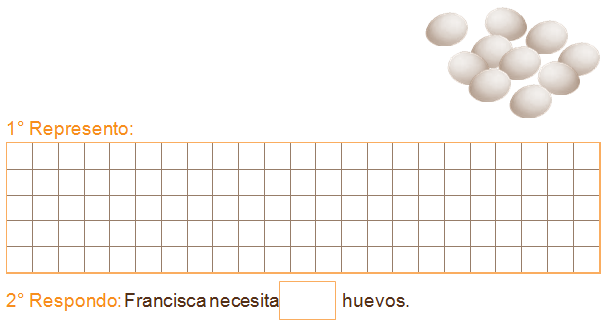 1° Represento:
2° Respondo: Francisca necesita huevos.